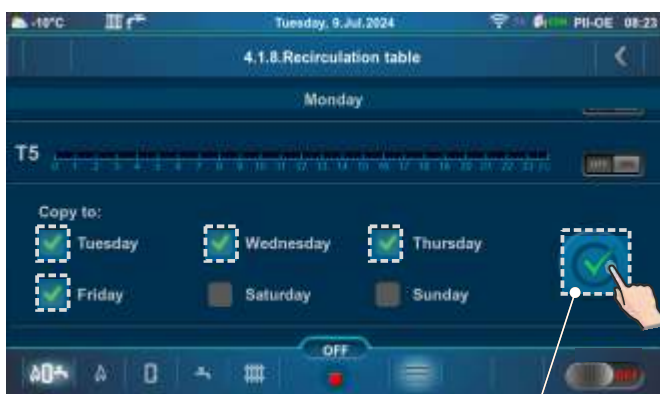 -10°C Tuesday, 9.Jul.2024 PII-OE 08:23
4.1.8.Recirculation table
Monday
T5
Copy to:
Tuesday Wednesday Thursday
Friday Saturday Sunday
OFF
OFF